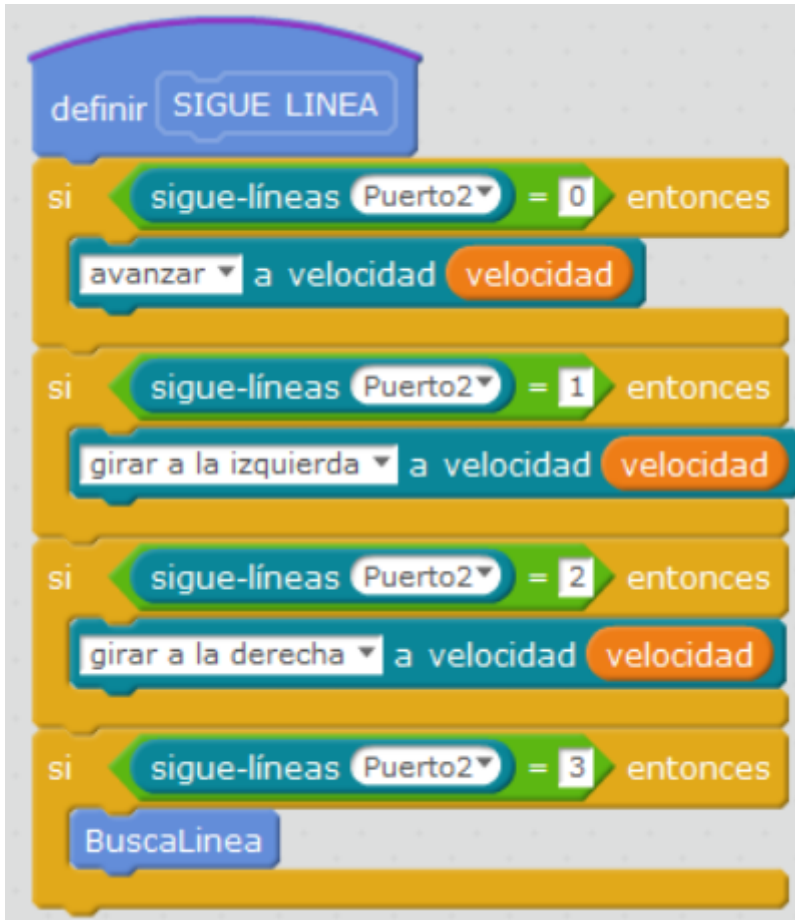 definir SIGUE LINEA
si sigue-líneas Puerto2 = 0 entonces
avanzar a velocidad velocidad
si sigue-líneas Puerto2 = 1 entonces
girar a la izquierda a velocidad velocidad
si sigue-líneas Puerto2 = 2 entonces
girar a la derecha a velocidad velocidad
si sigue-líneas Puerto2 = 3 entonces
BuscaLinea